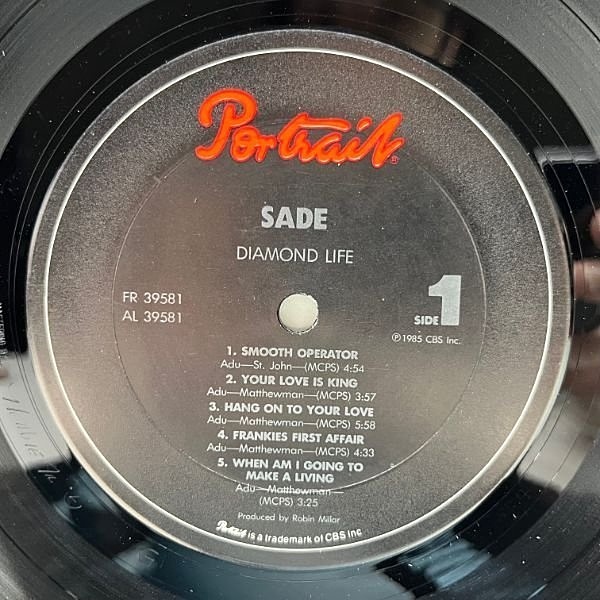 Portrait®
SADE
DIAMOND LIFE
FR 39581
AL 39581
SIDE 1
℗1985 CBS Inc.
1. SMOOTH OPERATOR
Adu—St. John—(MCPS) 4:54
2. YOUR LOVE IS KING
Adu—Matthewman—(MCPS) 3:57
3. HANG ON TO YOUR LOVE
Adu—Matthewman—(MCPS) 5:58
4. FRANKIES FIRST AFFAIR
Adu—Matthewman—(MCPS) 4:33
5. WHEN AM I GOING TO
MAKE A LIVING
Adu—Matthewman—
(MCPS) 3:25
Produced by Robin Millar
Portrait is a trademark of CBS Inc